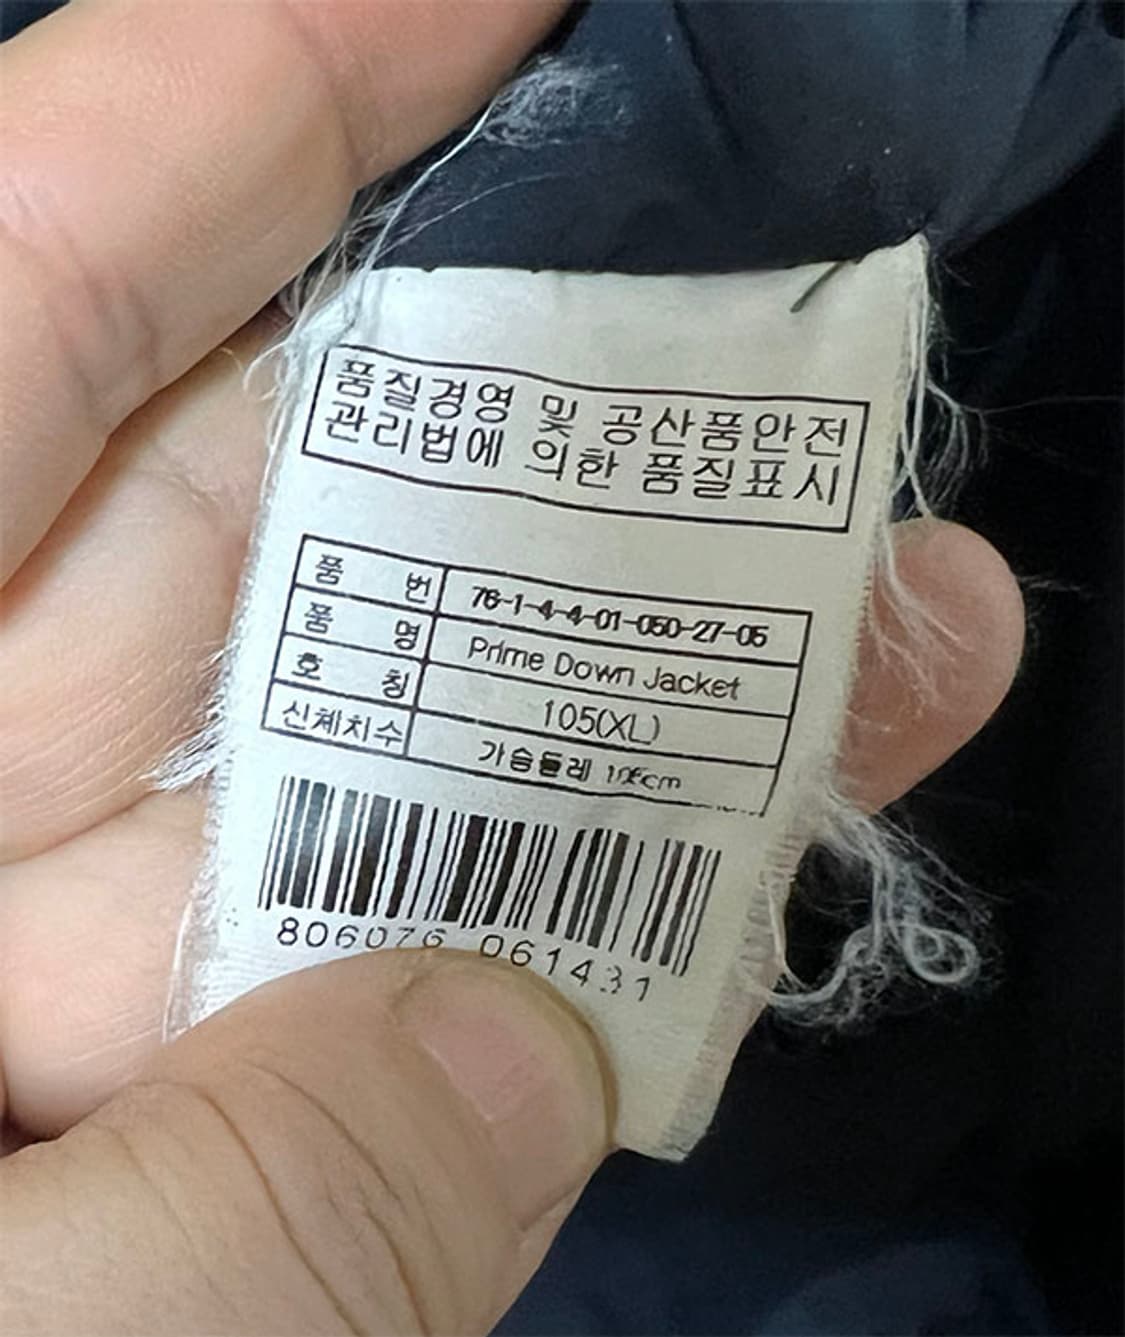 품질경영 및 공산품안전
관리법에 의한 품질표시
품 번 76-1-4-4-01-050-27-05
품 명 Prime Down Jacket
호 칭 105(XL)
신체치수 가슴둘레
806076 061431